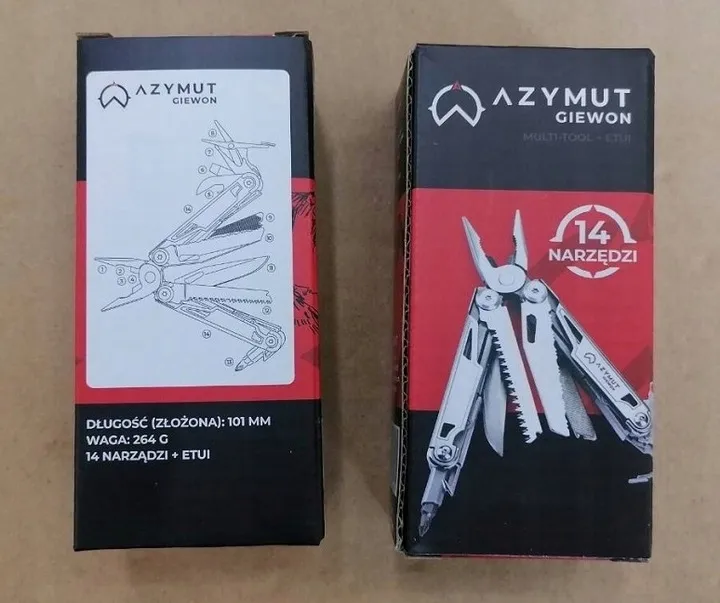 AZYMUT
GIEWON
DŁUGOŚĆ (ZŁOŻONA): 101 MM
WAGA: 264 G
14 NARZĄDZI + ETUI
AZYMUT
GIEWON
MULTI-TOOL + ETUI
14
NARZĘDZI
AZYMUT
GIEWON